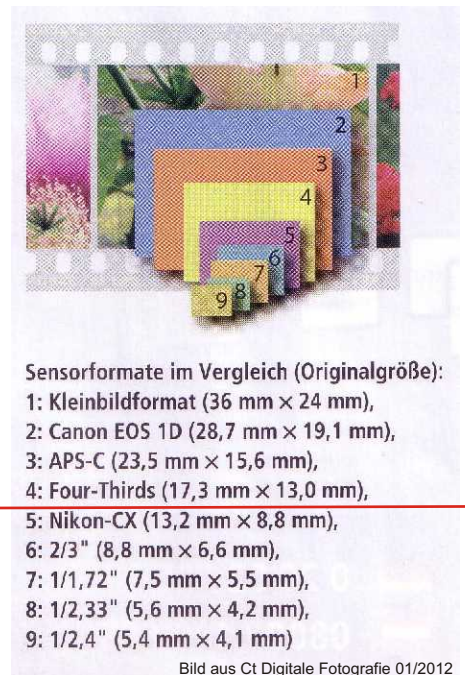 1
2
3
4
5
6
7
8
9
Sensorformate im Vergleich (Originalgröße):
1: Kleinbildformat (36 mm × 24 mm),
2: Canon EOS 1D (28,7 mm × 19,1 mm),
3: APS-C (23,5 mm × 15,6 mm),
4: Four-Thirds (17,3 mm × 13,0 mm),
5: Nikon-CX (13,2 mm × 8,8 mm),
6: 2/3" (8,8 mm × 6,6 mm),
7: 1/1,72" (7,5 mm × 5,5 mm),
8: 1/2,33" (5,6 mm × 4,2 mm),
9: 1/2,4" (5,4 mm × 4,1 mm)
Bild aus Ct Digitale Fotografie 01/2012